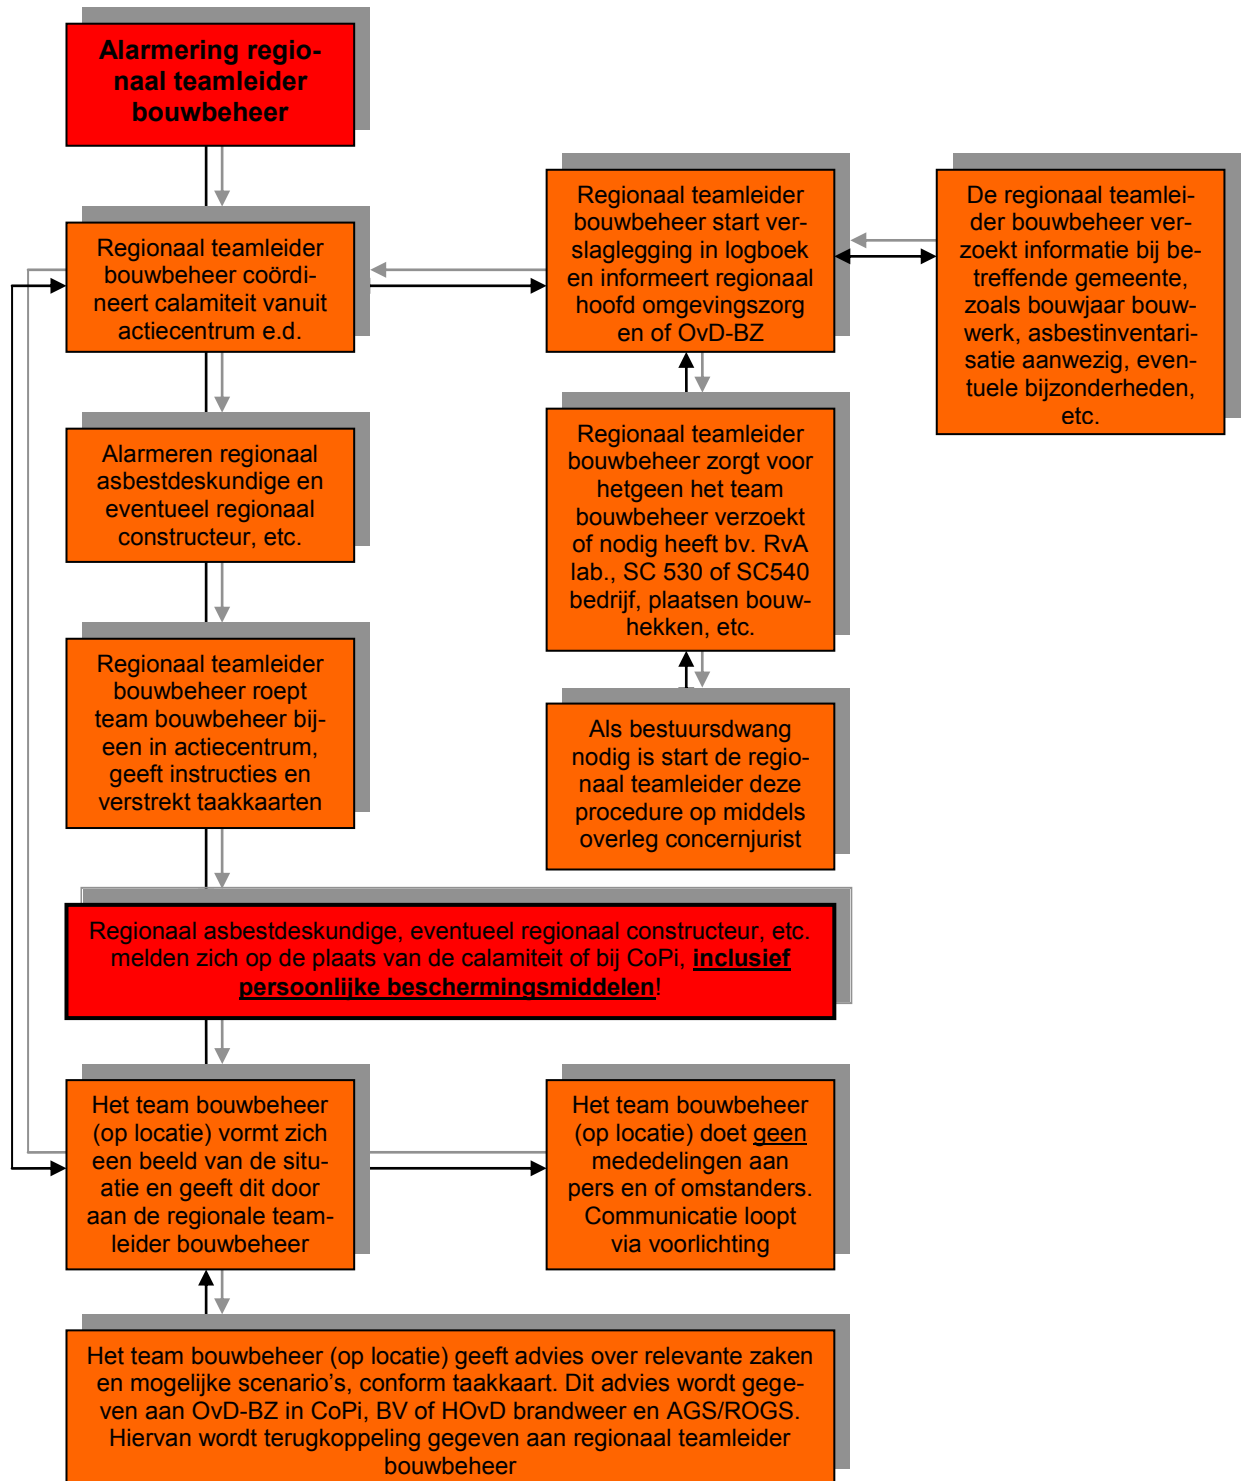 Alarmering regio-
naal teamleider
bouwbeheer
Regionaal teamleider
bouwbeheer coördi-
neert calamiteit vanuit
actiecentrum e.d.
Regionaal teamleider
bouwbeheer start ver-
slaglegging in logboek
en informeert regionaal
hoofd omgevingszorg
en of OvD-BZ
De regionaal teamlei-
der bouwbeheer ver-
zoekt informatie bij be-
treffende gemeente,
zoals bouwjaar bouw-
werk, asbestinventari-
satie aanwezig, even-
tuele bijzonderheden,
etc.
Alarmeren regionaal
asbestdeskundige en
eventueel regionaal
constructeur, etc.
Regionaal teamleider
bouwbeheer zorgt voor
hetgeen het team
bouwbeheer verzoekt
of nodig heeft bv. RvA
lab., SC 530 of SC540
bedrijf, plaatsen bouw-
hekken, etc.
Regionaal teamleider
bouwbeheer roept
team bouwbeheer bij-
een in actiecentrum,
geeft instructies en
verstrekt taakkaarten
Als bestuursdwang
nodig is start de regio-
naal teamleider deze
procedure op middels
overleg concernjurist
Regionaal asbestdeskundige, eventueel regionaal constructeur, etc.
melden zich op de plaats van de calamiteit of bij CoPi, inclusief
persoonlijke beschermingsmiddelen!
Het team bouwbeheer
(op locatie) vormt zich
een beeld van de situ-
atie en geeft dit door
aan de regionale team-
leider bouwbeheer
Het team bouwbeheer
(op locatie) doet geen
mededelingen aan
pers en of omstanders.
Communicatie loopt
via voorlichting
Het team bouwbeheer (op locatie) geeft advies over relevante zaken
en mogelijke scenario’s, conform taakkaart. Dit advies wordt gege-
ven aan OvD-BZ in CoPi, BV of HOvD brandweer en AGS/ROGS.
Hiervan wordt terugkoppeling gegeven aan regionaal teamleider
bouwbeheer